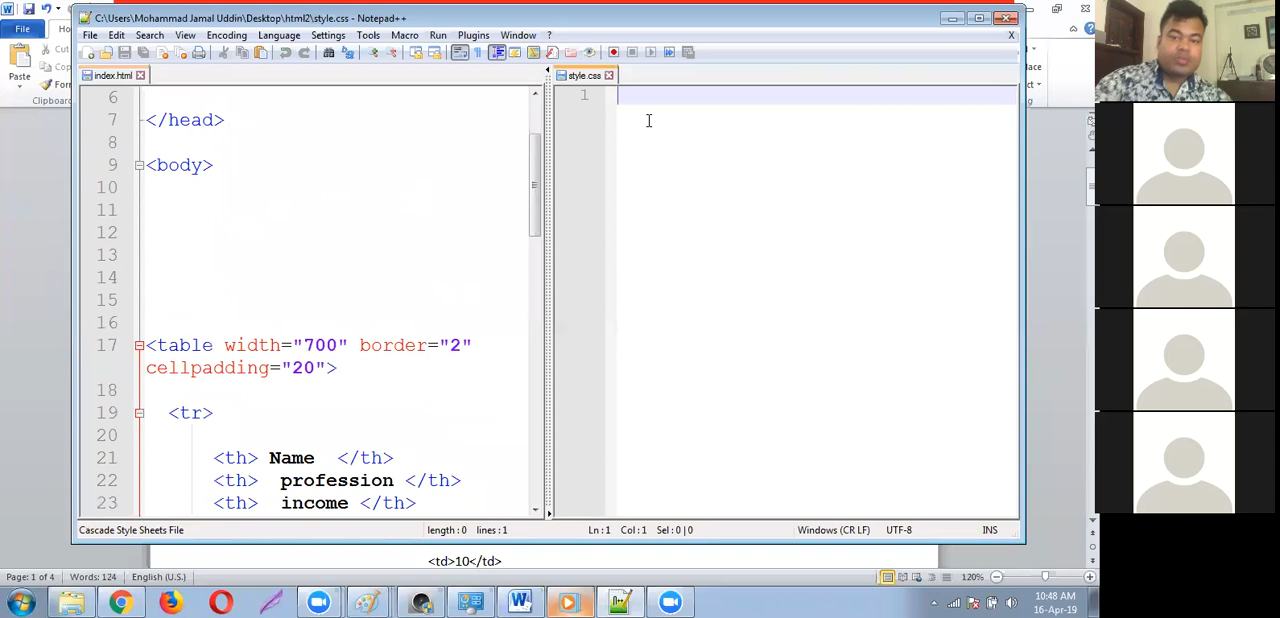 C:\Users\Mohammad Jamal Uddin\Desktop\html2\style.css - Notepad++
File Edit Search View Encoding Language Settings Tools Macro Run Plugins Window ? X
File
Cut
Paste
Clipboard
index.html
style.css
6
7 </head>
8
9 <body>
10
11
12
13
14
15
16
17 <table width="700" border="2"
cellpadding="20">
18
19 <tr>
20
21 <th> Name </th>
22 <th> profession </th>
23 <th> income </th>
1
Cascade Style Sheets File
length: 0 lines: 1
Ln: 1 Col: 1 Sel: 0 | 0
Windows (CR LF)
UTF-8
INS
<td>10</td>
Page: 1 of 4 Words: 124 English (U.S.) 120%
10:48 AM
16-Apr-19